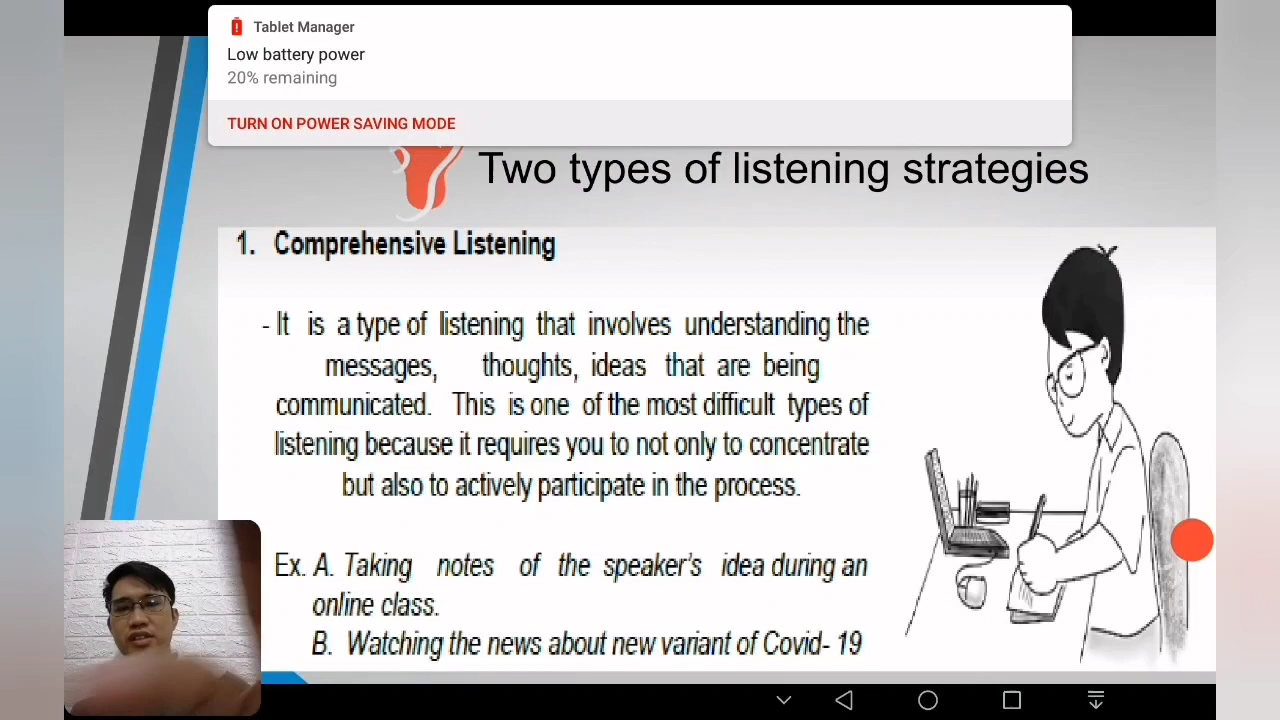 Tablet Manager
Low battery power
20% remaining
TURN ON POWER SAVING MODE
Two types of listening strategies
1. Comprehensive Listening
- It is a type of listening that involves understanding the
messages, thoughts, ideas that are being
communicated. This is one of the most difficult types of
listening because it requires you to not only to concentrate
but also to actively participate in the process.
Ex. A. Taking notes of the speaker's idea during an
online class.
B. Watching the news about new variant of Covid- 19